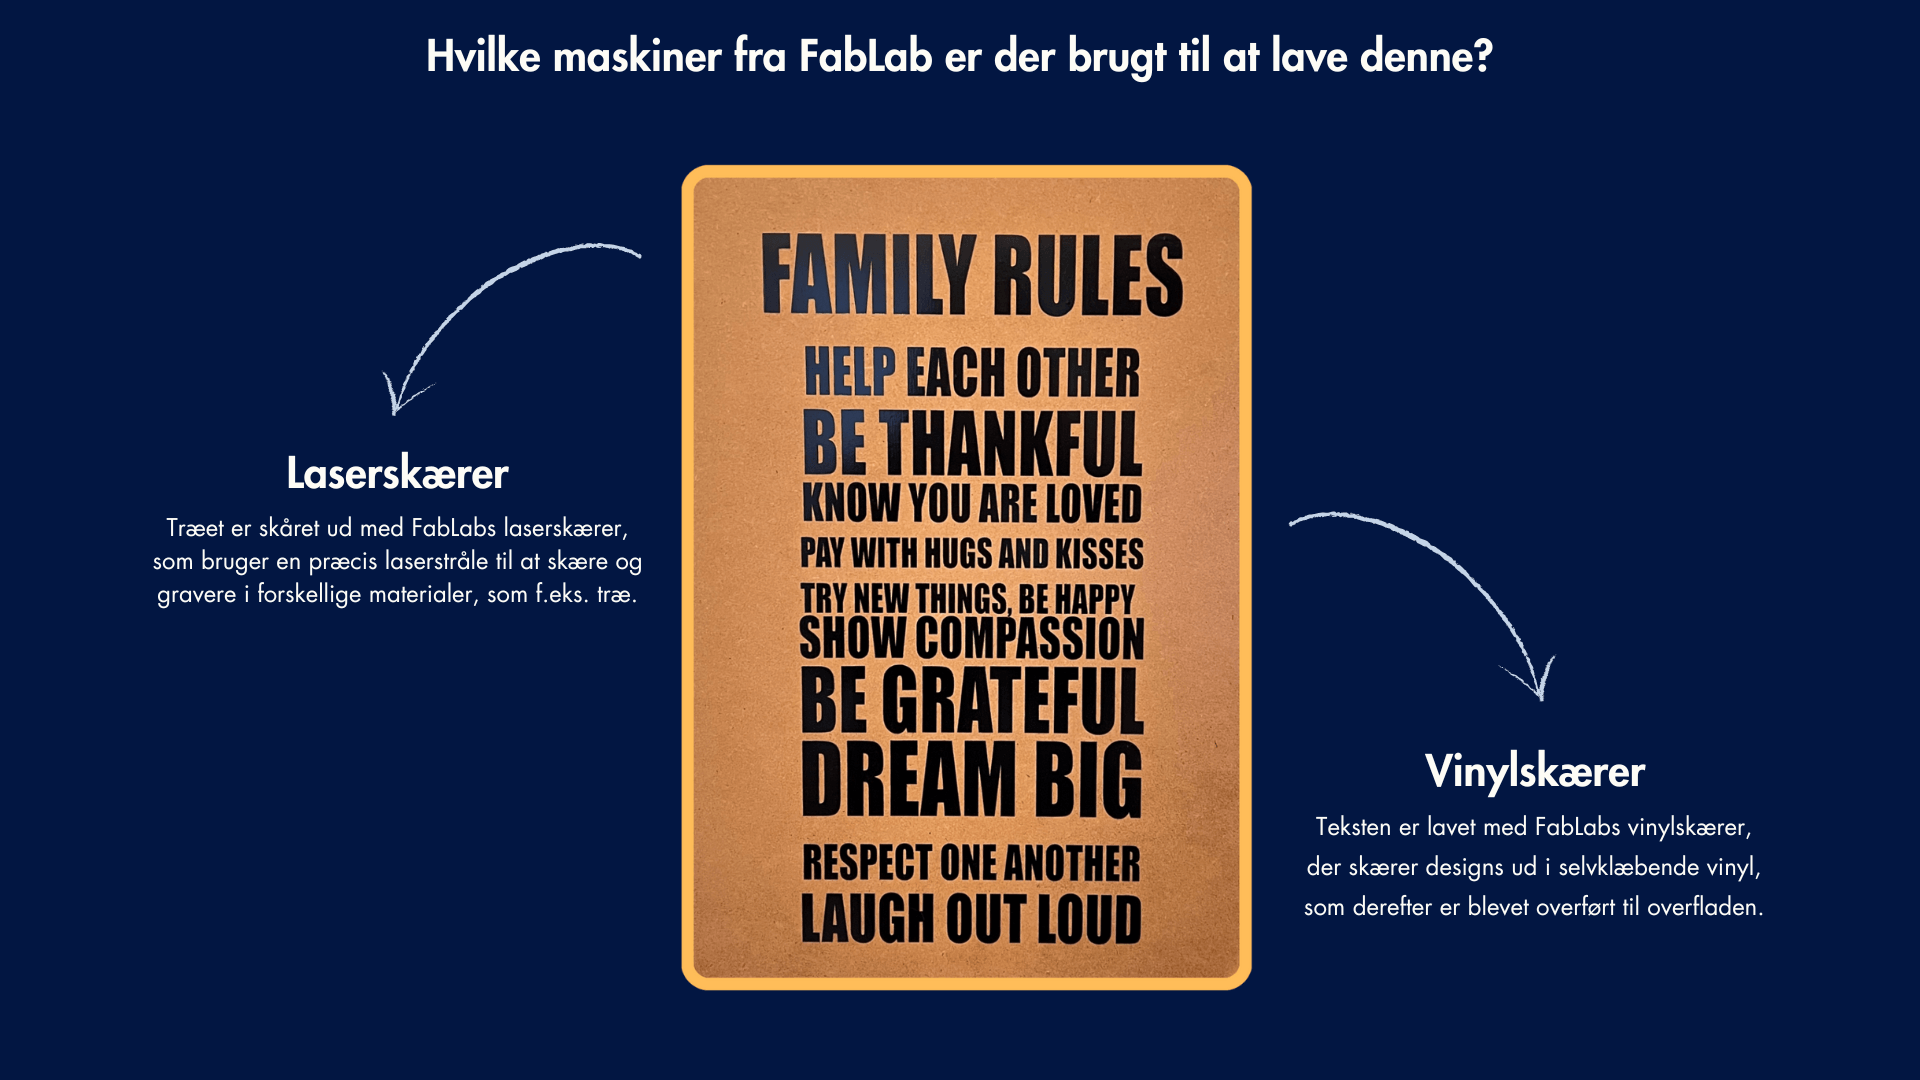 Hvilke maskiner fra FabLab er der brugt til at lave denne?
Laserskærer
Træet er skåret ud med FabLabs laserskærer,
som bruger en præcis laserstråle til at skære og
gravere i forskellige materialer, som f.eks. træ.
FAMILY RULES
HELP EACH OTHER
BE THANKFUL
KNOW YOU ARE LOVED
PAY WITH HUGS AND KISSES
TRY NEW THINGS, BE HAPPY
SHOW COMPASSION
BE GRATEFUL
DREAM BIG
RESPECT ONE ANOTHER
LAUGH OUT LOUD
Vinylskærer
Teksten er lavet med FabLabs vinylskærer,
der skærer designs ud i selvklæbende vinyl,
som derefter er blevet overført til overfladen.